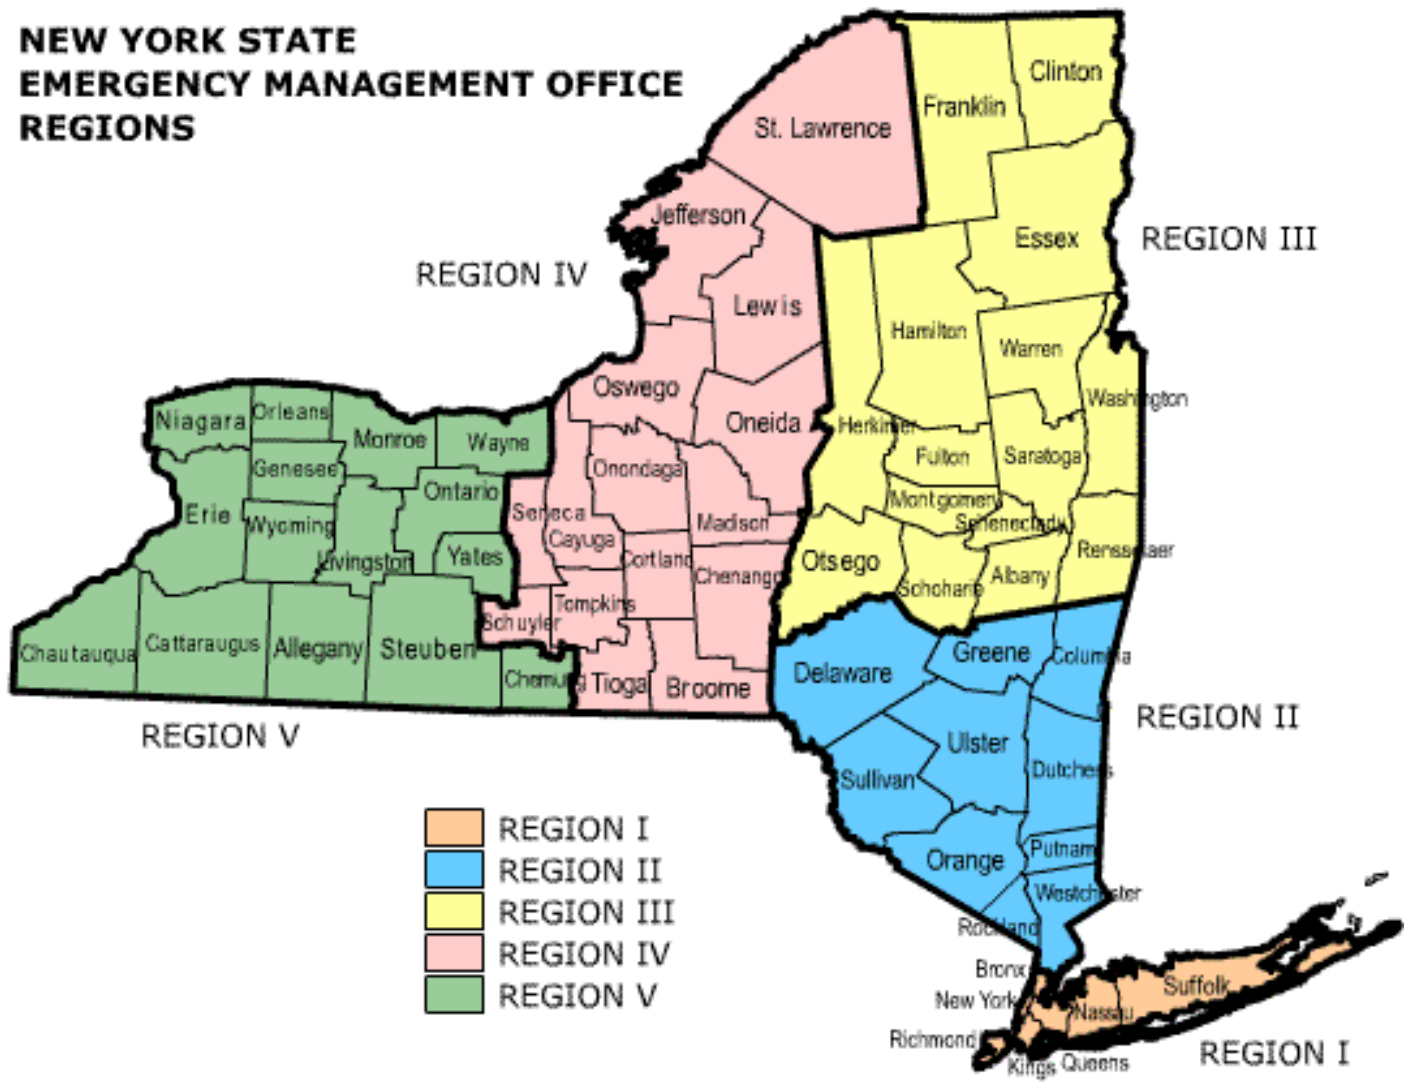 NEW YORK STATE
EMERGENCY MANAGEMENT OFFICE
REGIONS
Clinton
Franklin
St. Lawrence
Jefferson
Essex
REGION III
REGION IV
Lewis
Hamilton
Warren
Oswego
Washington
Niagara
Orleans
Oneida
Herkimer
Monroe
Wayne
Fulton
Saratoga
Genesee
Onondaga
Ontario
Montgomery
Erie
Seneca
Wyoming
Madison
Schenectady
Cayuga
Yates
Livingston
Cortland
Otsego
Rensselaer
Chenango
Albany
Schoharie
Tompkins
Schuyler
Cattaraugus
Chautauqua
Allegany
Steuben
Greene
Columbia
Delaware
Chemung
Tioga
Broome
REGION II
REGION V
Ulster
Dutchess
Sullivan
REGION I
Putnam
Orange
REGION II
Westchester
REGION III
Rockland
REGION IV
Bronx
Suffolk
REGION V
New York
Nassau
Richmond
REGION I
Queens
Kings